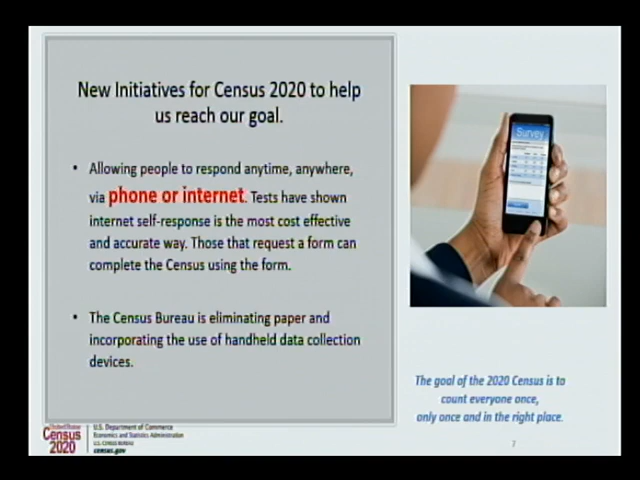 New Initiatives for Census 2020 to help
us reach our goal.
• Allowing people to respond anytime, anywhere,
via phone or internet. Tests have shown
internet self-response is the most cost effective
and accurate way. Those that request a form can
complete the Census using the form.
• The Census Bureau is eliminating paper and
incorporating the use of handheld data collection
devices.
Survey
The goal of the 2020 Census is to
count everyone once,
only once and in the right place.
United States
Census
2020
U.S. Department of Commerce
Economics and Statistics Administration
U.S. CENSUS BUREAU
census.gov
7